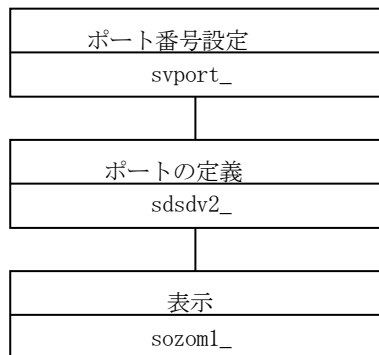 ポート番号設定
svport_
ポートの定義
sdsdv2_
表示
sozom1_